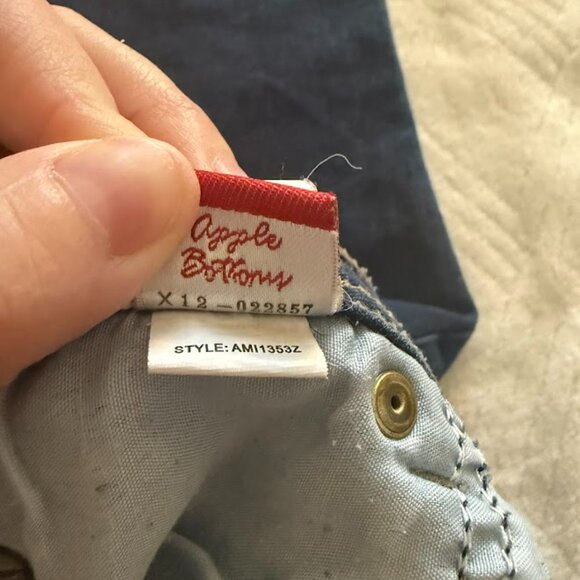 Apple
Bottoms
X12-022857
STYLE: AMI1353Z